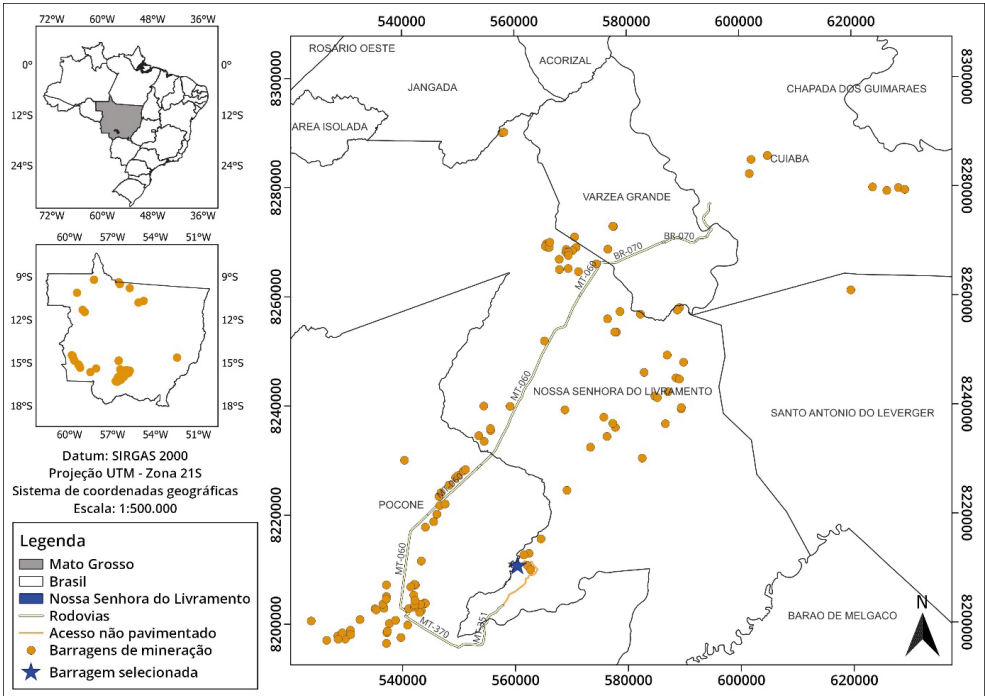 72°W 60°W 48°W 36°W
0° 0°
12°S 12°S
24°S 24°S
72°W 60°W 48°W 36°W
60°W 57°W 54°W 51°W
9°S 9°S
12°S 12°S
15°S 15°S
18°S 18°S
60°W 57°W 54°W 51°W
Datum: SIRGAS 2000
Projeção UTM - Zona 21S
Sistema de coordenadas geográficas
Escala: 1:500.000
Legenda
Mato Grosso
Brasil
Nossa Senhora do Livramento
Rodovias
Acesso não pavimentado
Barragens de mineração
Barragem selecionada
540000 560000 580000 600000 620000
8300000 8300000
8280000 8280000
8260000 8260000
8240000 8240000
8220000 8220000
8200000 8200000
ROSARIO OESTE
ACORIZAL
JANGADA
CHAPADA DOS GUIMARAES
AREA ISOLADA
CUIABA
VARZEA GRANDE
BR-070
BR-070
MT-060
MT-060
NOSSA SENHORA DO LIVRAMENTO
SANTO ANTONIO DO LEVERGER
MT-060
POCONE
MT-060
BARAO DE MELGACO
N
MT-370
MT-351
540000 560000 580000 600000 620000